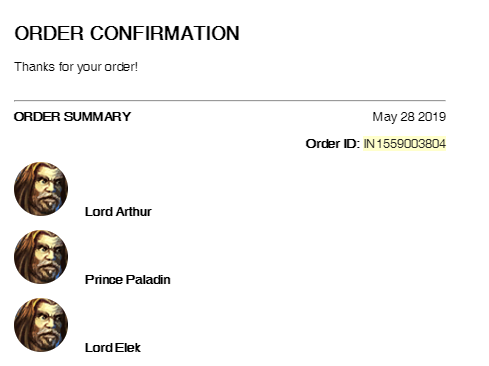 ORDER CONFIRMATION
Thanks for your order!
ORDER SUMMARY May 28 2019
Order ID: IN1559003804
Lord Arthur
Prince Paladin
Lord Elek